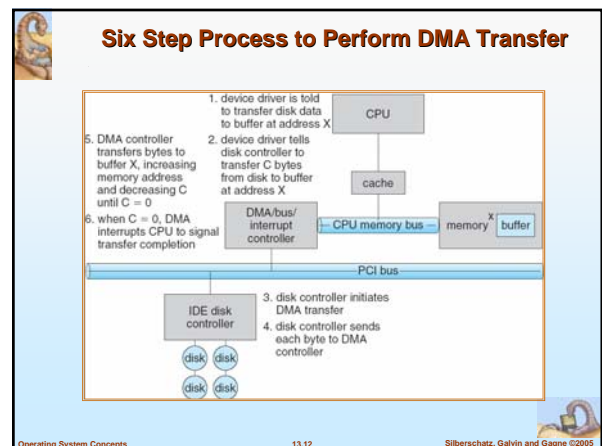 Six Step Process to Perform DMA Transfer
1. device driver is told
to transfer disk data
to buffer at address X
CPU
5. DMA controller
transfers bytes to
buffer X, increasing
memory address
and decreasing C
until C = 0
2. device driver tells
disk controller to
transfer C bytes
from disk to buffer
at address X
cache
6. when C = 0, DMA
interrupts CPU to signal
transfer completion
DMA/bus/
interrupt
controller
CPU memory bus
memory
X
buffer
PCI bus
IDE disk
controller
3. disk controller initiates
DMA transfer
4. disk controller sends
each byte to DMA
controller
disk disk
disk disk
Operating System Concepts
13.12
Silberschatz, Galvin and Gagne ©2005